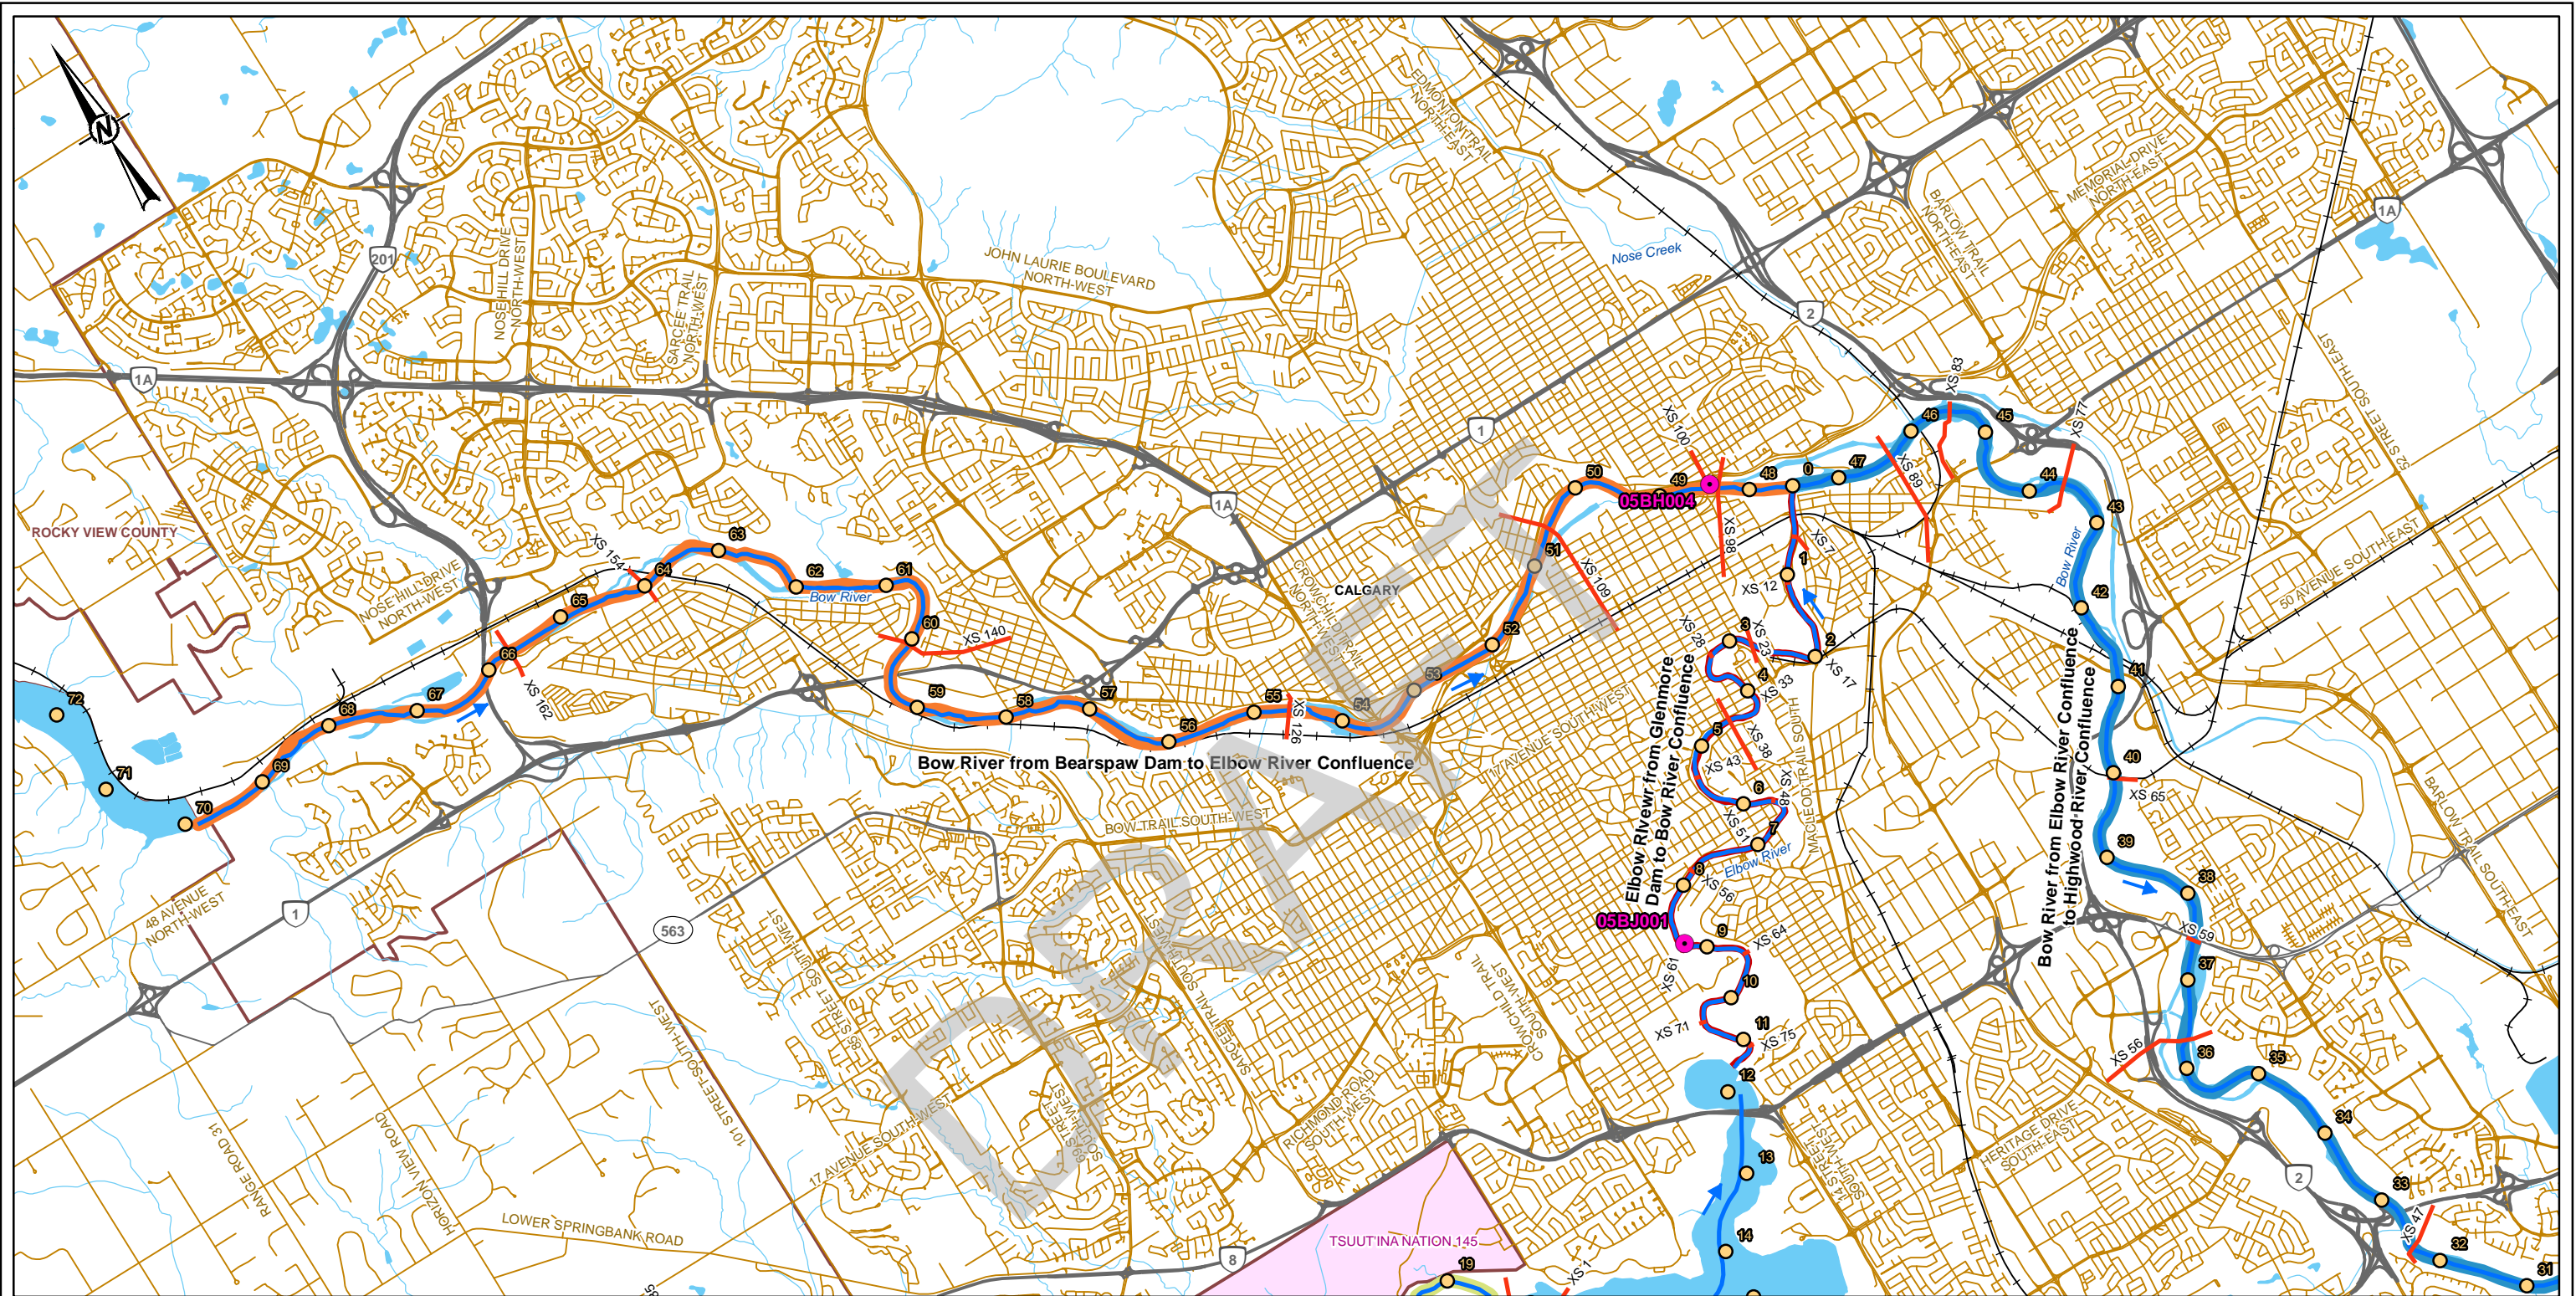 N
201
NOSE HILL DRIVE
NORTH-WEST
SARCEE TRAIL
NORTH-WEST
JOHN LAURIE BOULEVARD
NORTH-WEST
EDMONTON TRAIL
NORTH-EAST
Nose Creek
BARLOW TRAIL
NORTH-EAST
MEMORIAL DRIVE
NORTH-EAST
1A
2
52 STREET SOUTH-EAST
1A
1
1A
XS 100
XS 83
XS 77
46
45
44
43
47
0
48
49
50
05BH004
XS 89
XS 98
XS 109
51
ROCKY VIEW COUNTY
NOSE HILL DRIVE
NORTH-WEST
XS 154
64
63
62
61
Bow River
65
66
XS 162
60
XS 140
CALGARY
CROWCHILD TRAIL
NORTH-WEST
52
53
54
XS 126
55
56
57
58
59
67
68
69
70
71
72
1
XS 7
XS 12
2
XS 17
3
XS 23
XS 28
4
XS 33
5
XS 38
XS 43
6
XS 48
XS 51
7
Elbow River
8
XS 56
Elbow Rivewr from Glenmore
Dam to Bow River Confluence
MACLEOD TRAIL SOUTH
17 AVENUE SOUTH-WEST
Bow River
42
41
40
XS 65
39
38
50 AVENUE SOUTH-EAST
BARLOW TRAIL SOUTH-EAST
Bow River from Elbow River Confluence
to Highwood River Confluence
Bow River from Bearspaw Dam to Elbow River Confluence
BOW TRAIL SOUTH-WEST
48 AVENUE
NORTH-WEST
1
563
85 STREET SOUTH-WEST
SARCEE TRAIL SOUTH-WEST
CROWCHILD TRAIL
SOUTH-WEST
05BJ001
9
XS 61
XS 64
10
11
XS 71
XS 75
12
13
14
XS 59
37
XS 56
36
35
34
33
XS 47
32
31
2
HERITAGE DRIVE
SOUTH-EAST
14 STREET
SOUTH-WEST
RICHMOND ROAD
SOUTH-WEST
69 STREET
SOUTH-WEST
101 STREET SOUTH-WEST
17 AVENUE SOUTH-WEST
RANGE ROAD 31
HORIZON VIEW ROAD
LOWER SPRINGBANK ROAD
8
TSUUT'INA NATION 145
19
XS 1
DRAFT